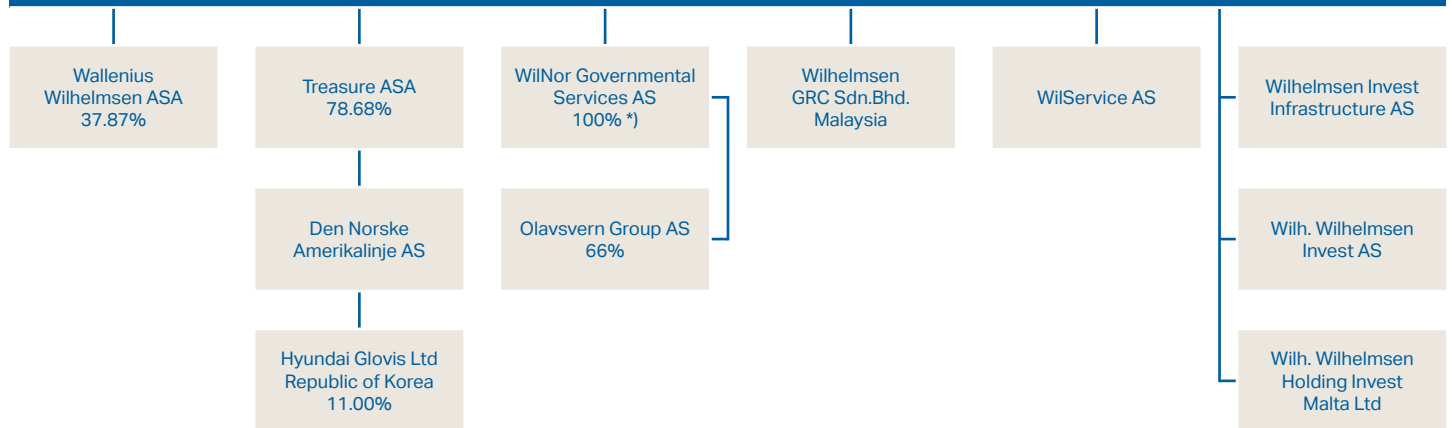 Wallenius
Wilhelmsen ASA
37.87%
Treasure ASA
78.68%
Den Norske
Amerikalinje AS
Hyundai Glovis Ltd
Republic of Korea
11.00%
WilNor Governmental
Services AS
100% *)
Olavsvern Group AS
66%
Wilhelmsen
GRC Sdn.Bhd.
Malaysia
WilService AS
Wilhelmsen Invest
Infrastructure AS
Wilh. Wilhelmsen
Invest AS
Wilh. Wilhelmsen
Holding Invest
Malta Ltd